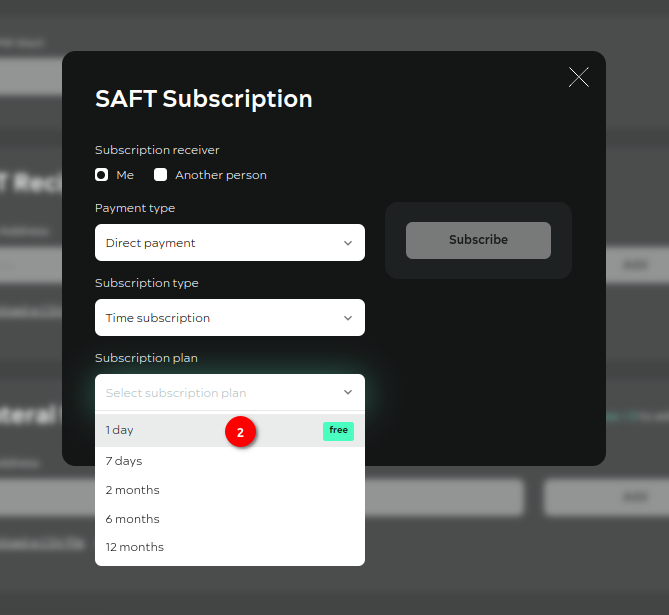 SAFT Subscription
Subscription receiver
Me Another person
Payment type
Direct payment
Subscribe
Subscription type
Time subscription
Subscription plan
Select subscription plan
1 day 2 free
7 days
2 months
6 months
12 months